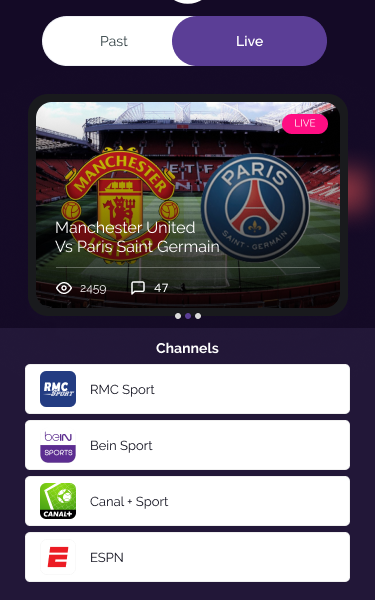 Past
Live
LIVE
MANCHESTER
UNITED
PARIS
SAINT-GERMAIN
Manchester United
Vs Paris Saint Germain
2459
47
Channels
RMC
SPORT
RMC Sport
beIN
SPORTS
Bein Sport
CANAL+
Canal + Sport
ESPN